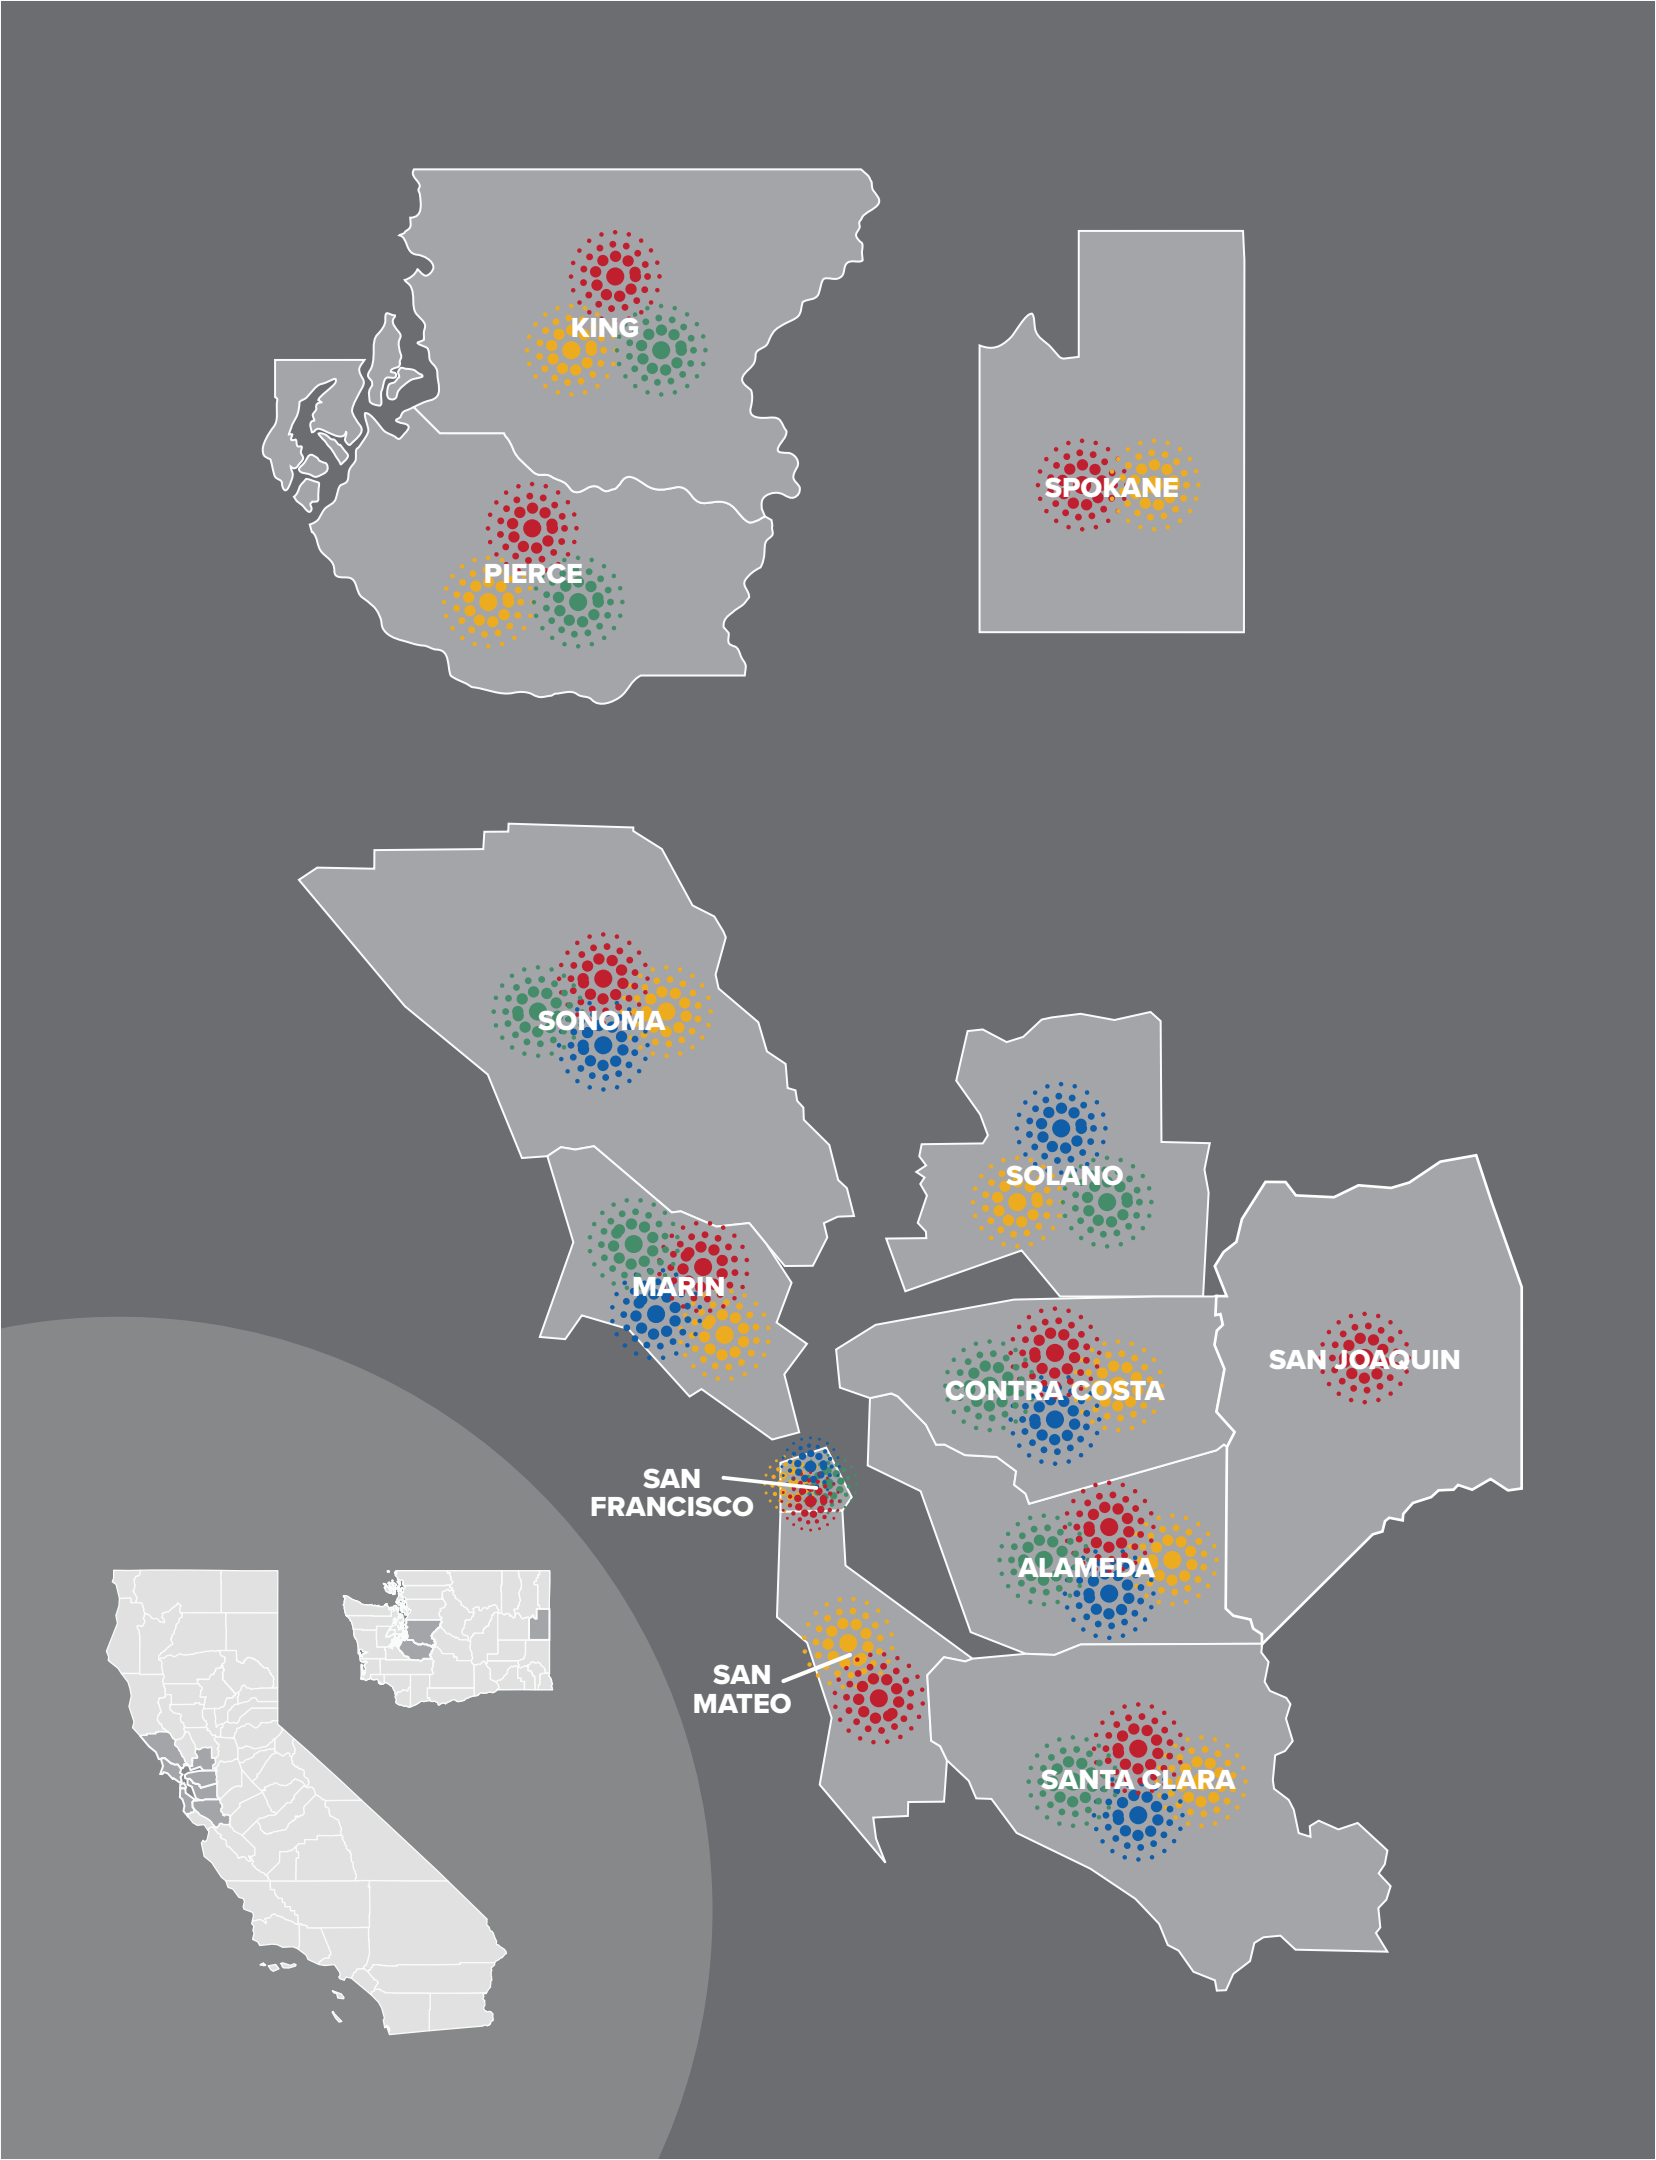 KING
SPOKANE
PIERCE
SONOMA
SOLANO
MARIN
SAN JOAQUIN
CONTRA COSTA
SAN
FRANCISCO
ALAMEDA
SAN
MATEO
SANTA CLARA